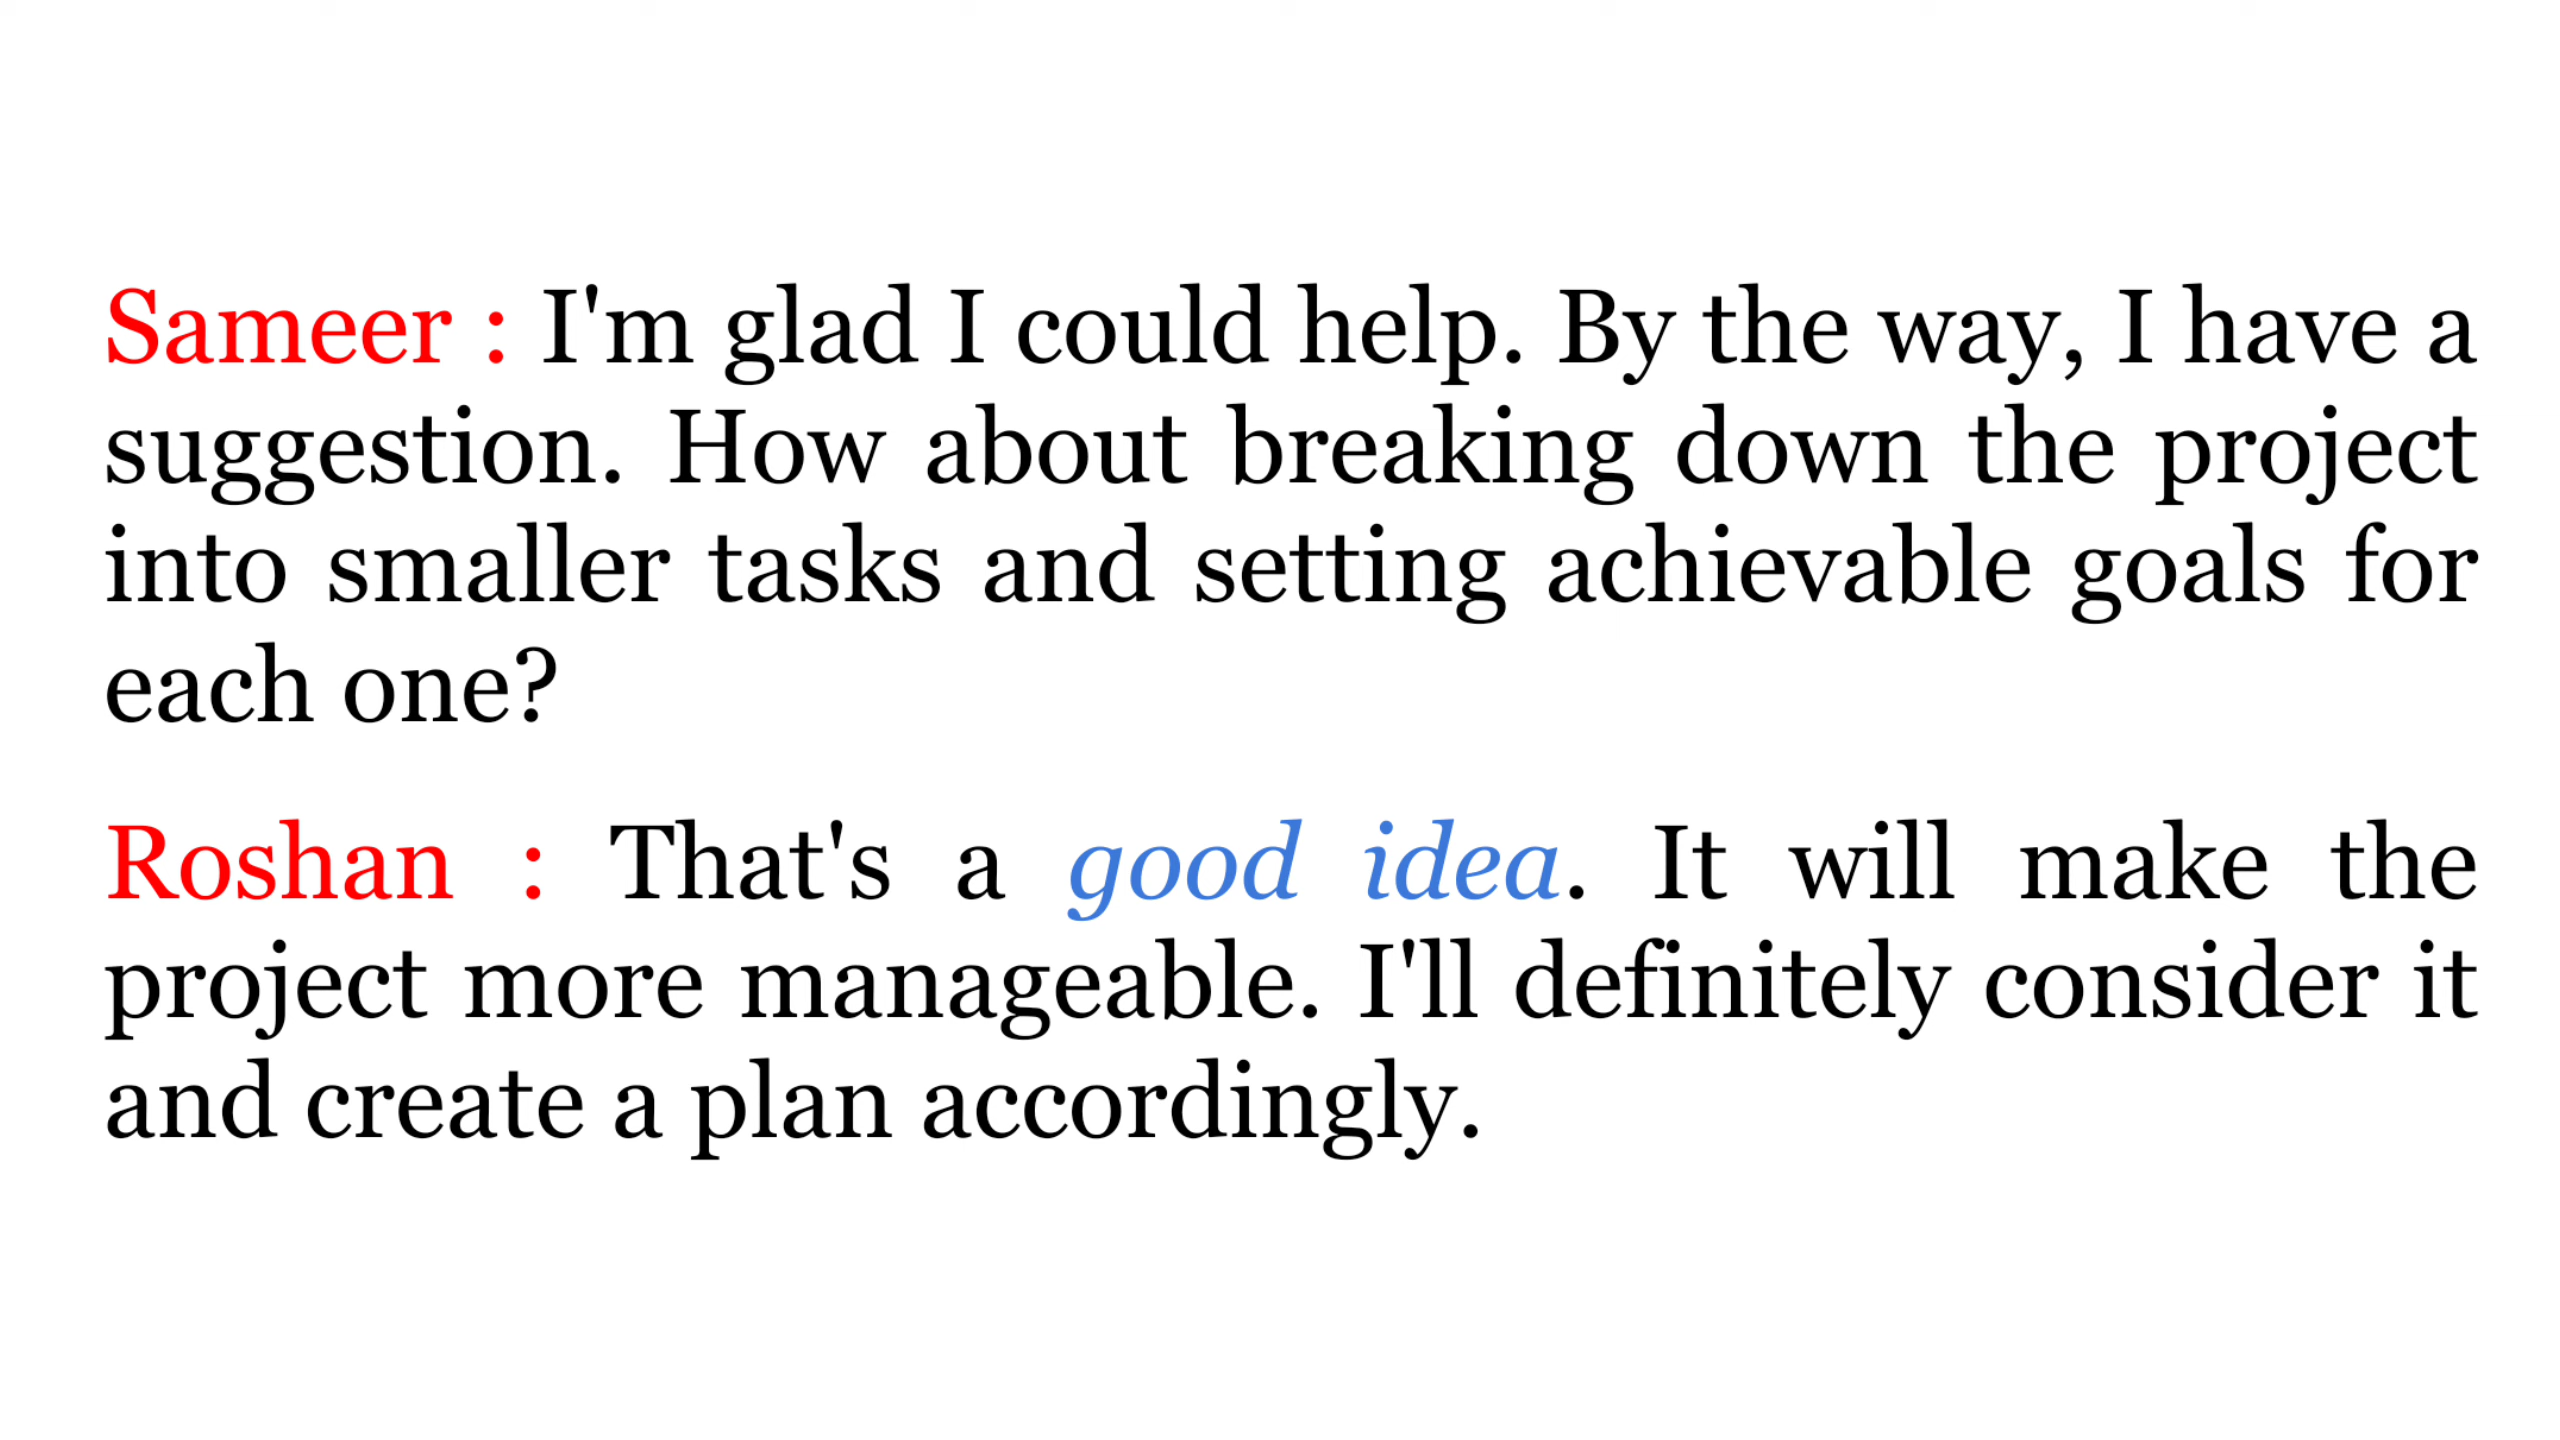 Sameer : I'm glad I could help. By the way, I have a
suggestion. How about breaking down the project
into smaller tasks and setting achievable goals for
each one?
Roshan : That's a good idea. It will make the
project more manageable. I'll definitely consider it
and create a plan accordingly.